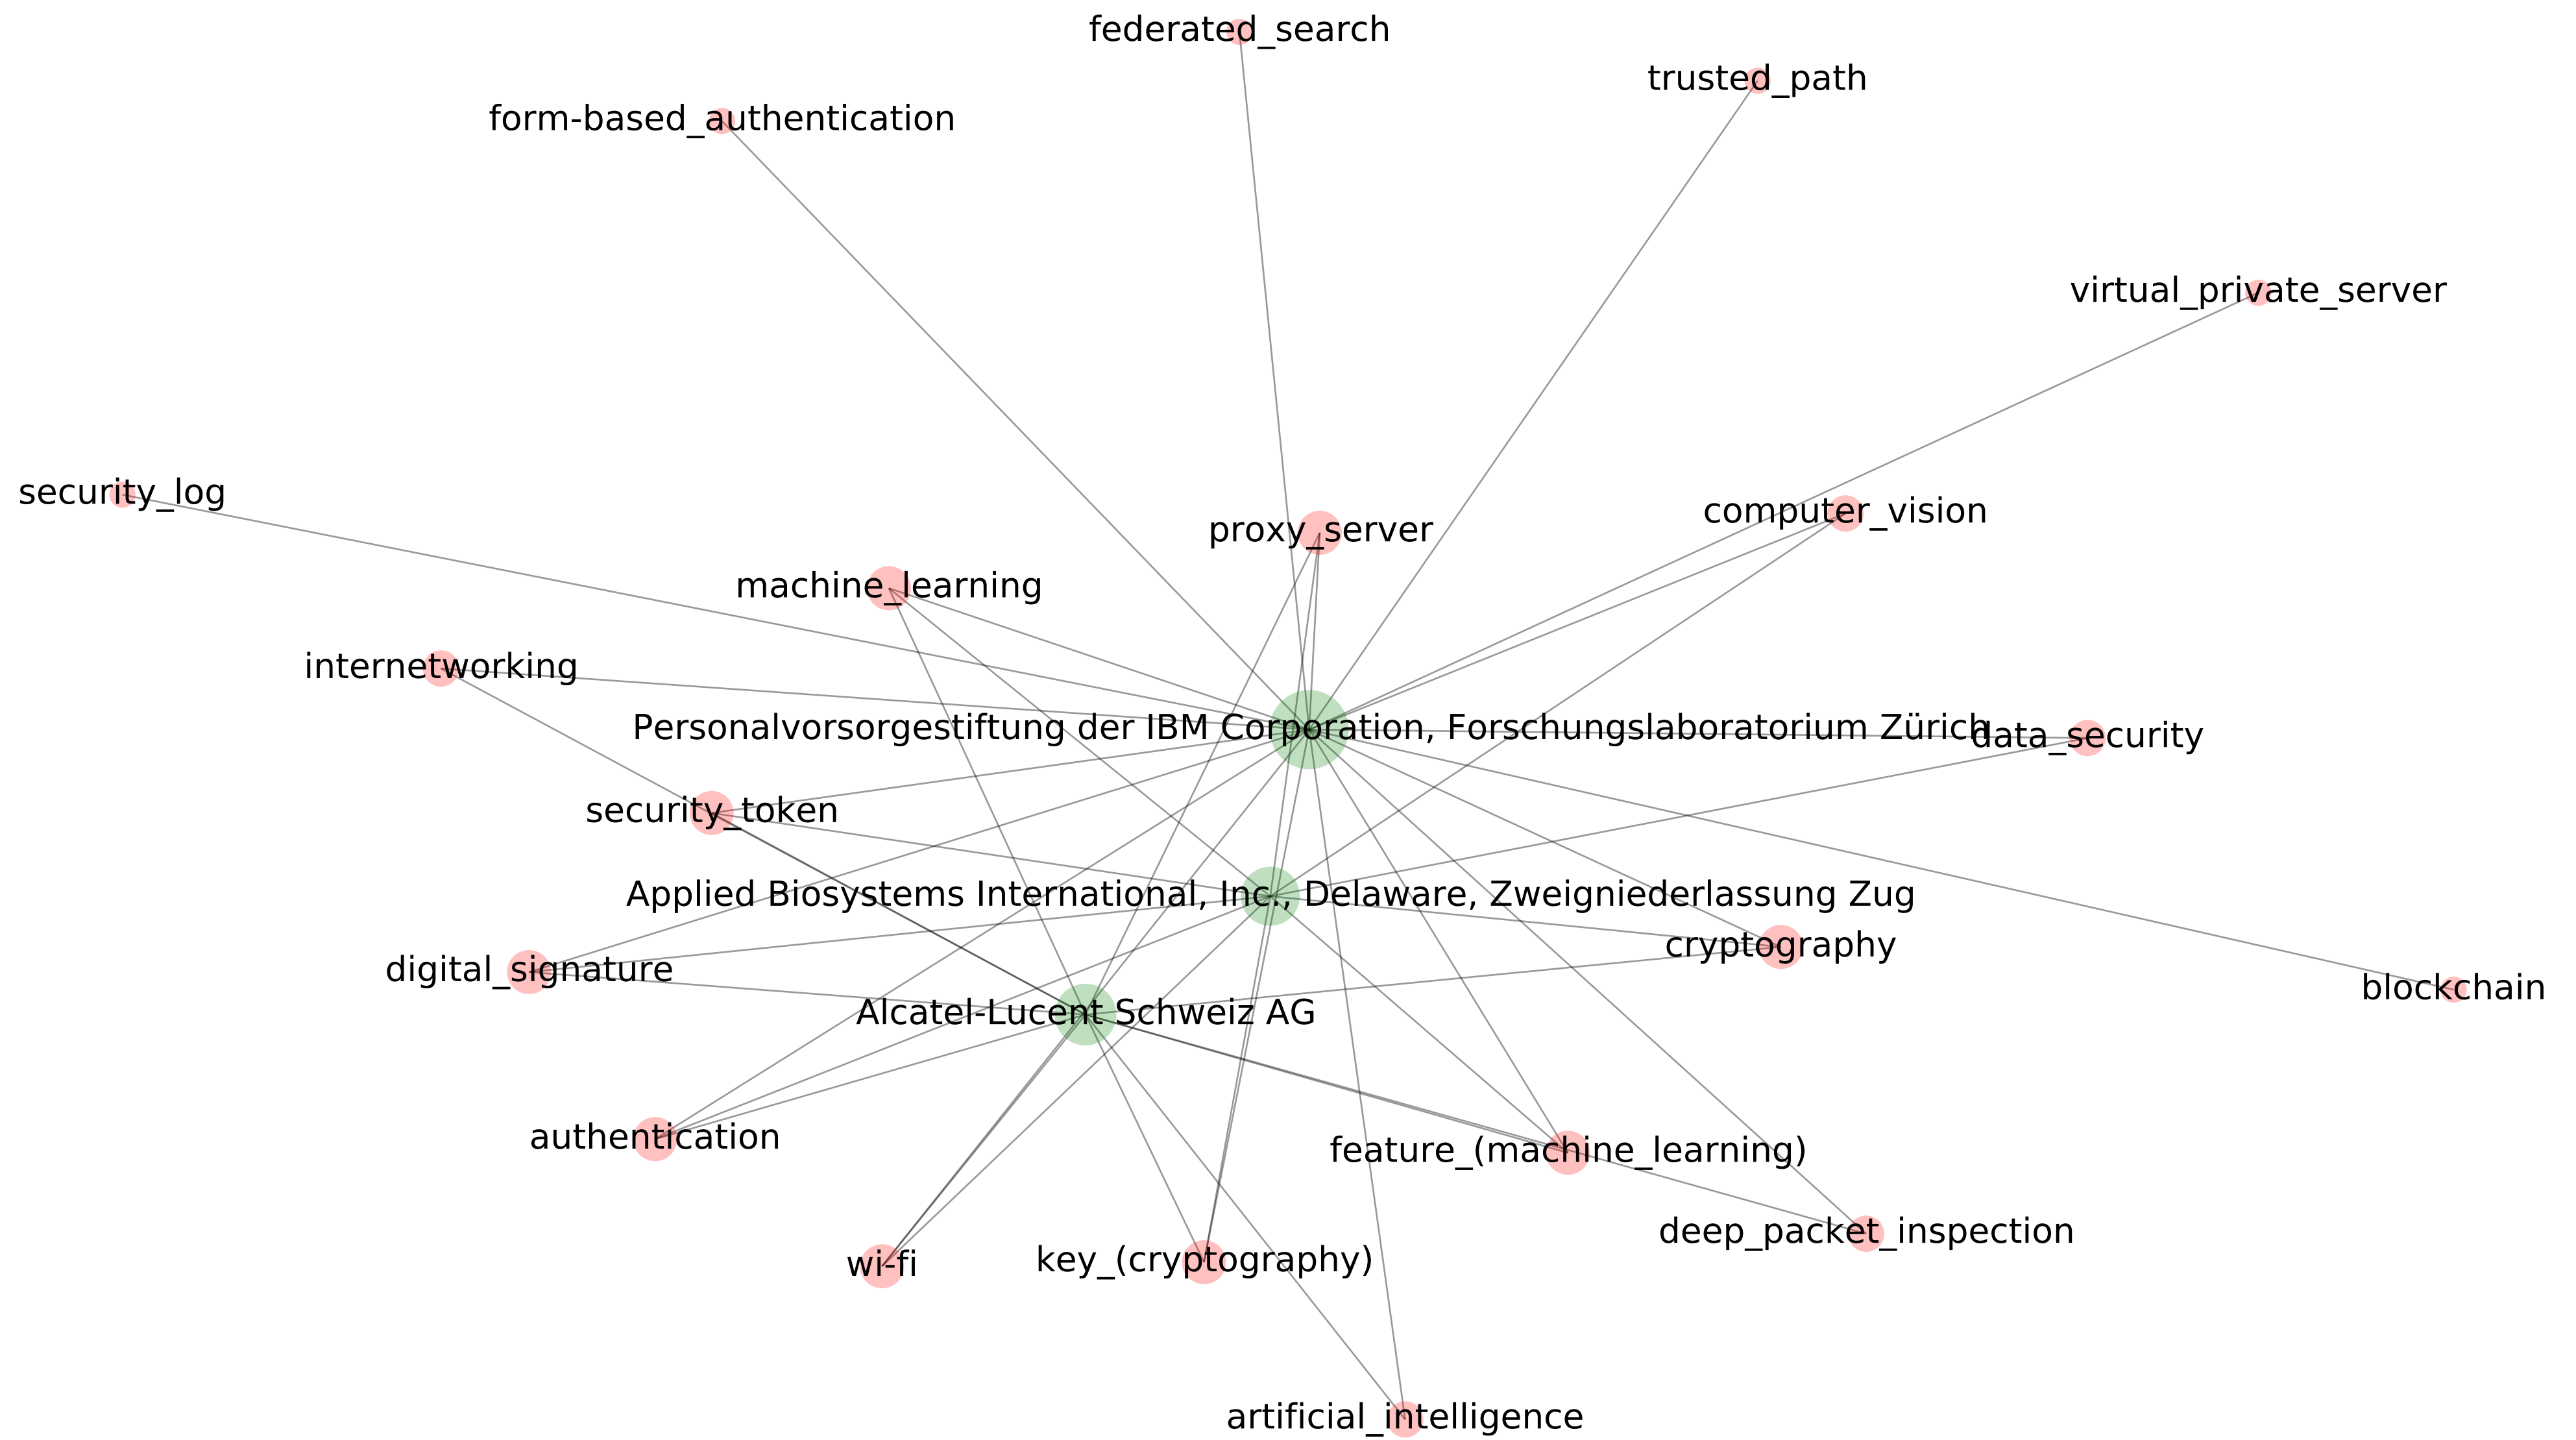 federated_search
trusted_path
form-based_authentication
virtual_private_server
security_log
computer_vision
proxy_server
machine_learning
internetworking
Personalvorsorgestiftung der IBM Corporation, Forschungslaboratorium Zürich
data_security
security_token
Applied Biosystems International, Inc., Delaware, Zweigniederlassung Zug
cryptography
digital_signature
blockchain
Alcatel-Lucent Schweiz AG
authentication
feature_(machine_learning)
deep_packet_inspection
key_(cryptography)
wi-fi
artificial_intelligence